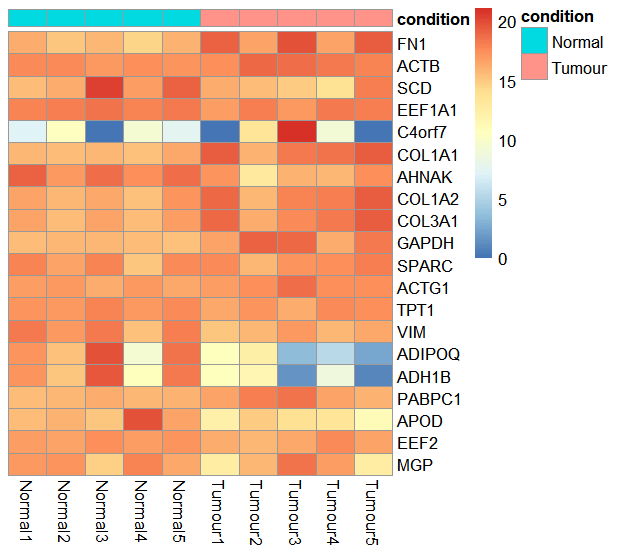 condition
FN1
ACTB
SCD
EEF1A1
C4orf7
COL1A1
AHNAK
COL1A2
COL3A1
GAPDH
SPARC
ACTG1
TPT1
VIM
ADIPOQ
ADH1B
PABPC1
APOD
EEF2
MGP
Normal1
Normal2
Normal3
Normal4
Normal5
Tumour1
Tumour2
Tumour3
Tumour4
Tumour5
20
15
10
5
0
condition
Normal
Tumour